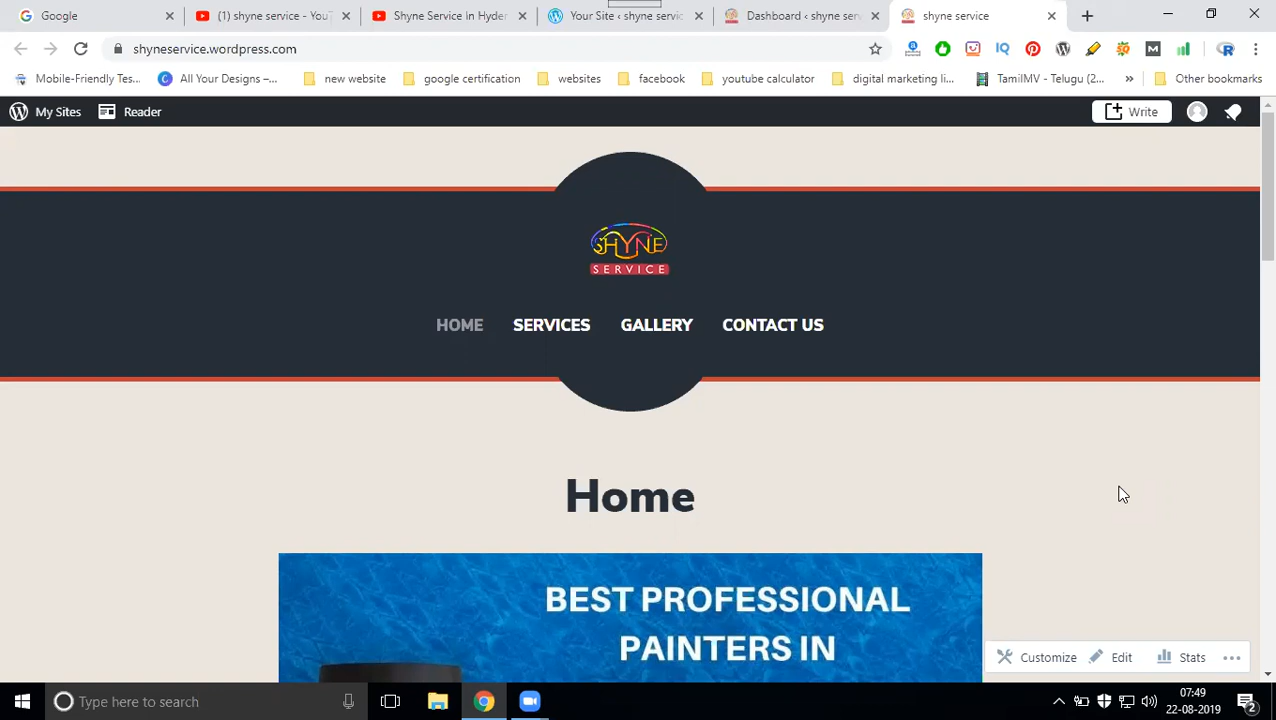 Google
(1) shyne service - YouT
Shyne Service in Hyder
Your Site ‹ shyne servic
Dashboard ‹ shyne ser
shyne service
shyneservice.wordpress.com
Mobile-Friendly Tes...
All Your Designs –...
new website
google certification
websites
facebook
youtube calculator
digital marketing li...
TamilMV - Telugu (2...
»
Other bookmarks
My Sites
Reader
Write
SHYNE
SERVICE
HOME
SERVICES
GALLERY
CONTACT US
Home
BEST PROFESSIONAL
PAINTERS IN
Customize
Edit
Stats
Type here to search
07:49
22-08-2019
2